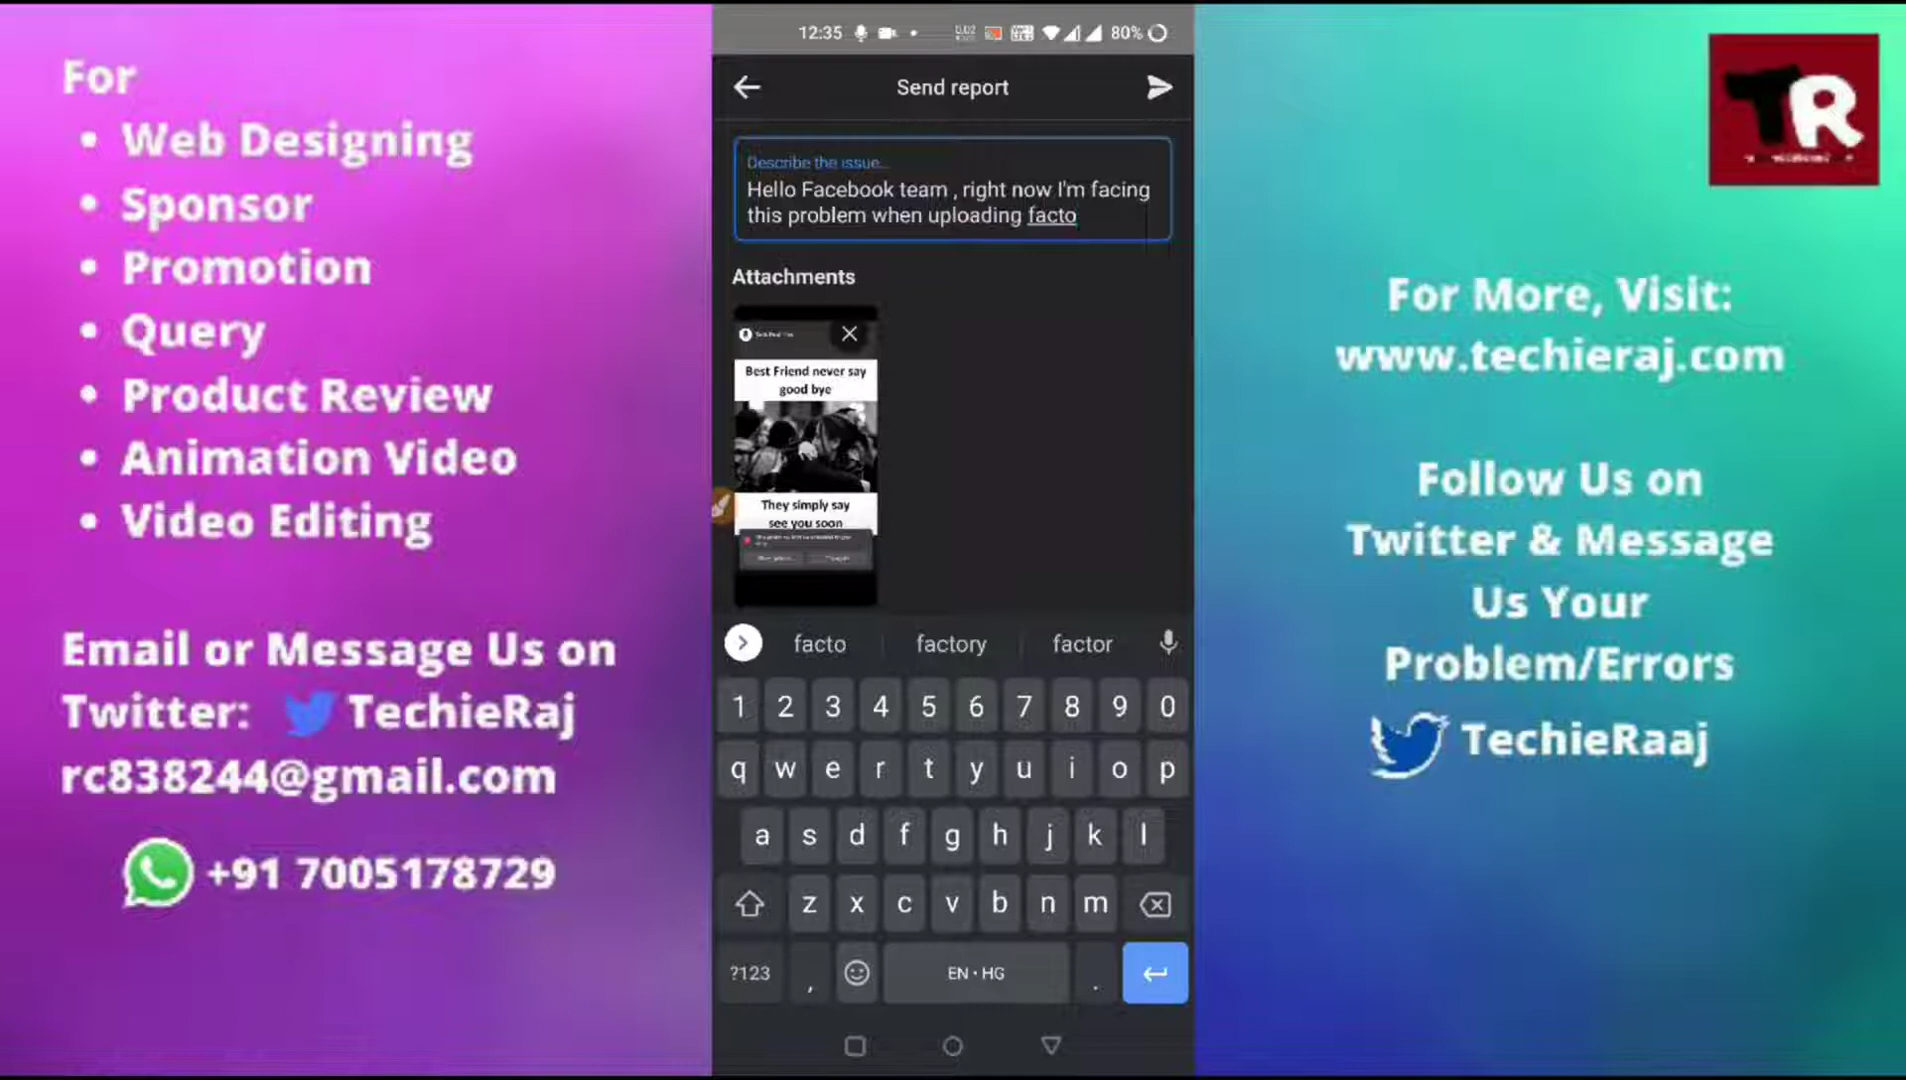 For
• Web Designing
• Sponsor
• Promotion
• Query
• Product Review
• Animation Video
• Video Editing
Email or Message Us on
Twitter: TechieRaj
rc838244@gmail.com
+91 7005178729
12:35
80%
Send report
Describe the issue...
Hello Facebook team , right now I'm facing
this problem when uploading facto
Attachments
Best Friend never say
good bye
They simply say
see you soon
facto factory factor
1 2 3 4 5 6 7 8 9 0
q w e r t y u i o p
a s d f g h j k l
z x c v b n m
?123 , EN • HG .
TR
For More, Visit:
www.techieraj.com
Follow Us on
Twitter & Message
Us Your
Problem/Errors
TechieRaaj